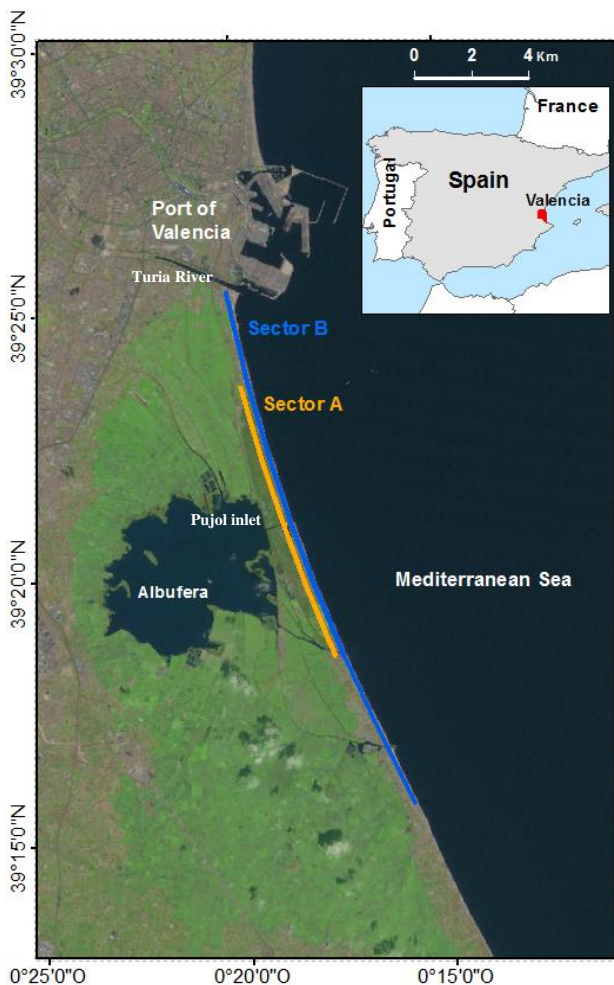 39°30'0"N
0 2 4 Km
France
Portugal
Spain
Valencia
Port of
Valencia
Turia River
39°25'0"N
Sector B
Sector A
Pujol inlet
39°20'0"N
Albufera
Mediterranean Sea
39°15'0"N
0°25'0"O 0°20'0"O 0°15'0"O